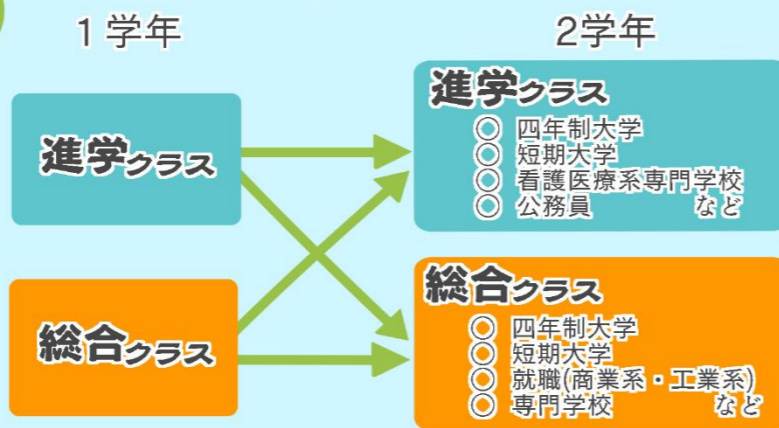 1学年
2学年
進学クラス
総合クラス
進学クラス
◎ 四年制大学
◎ 短期大学
◎ 看護医療系専門学校
◎ 公務員 など
総合クラス
◎ 四年制大学
◎ 短期大学
◎ 就職(商業系・工業系)
◎ 専門学校 など